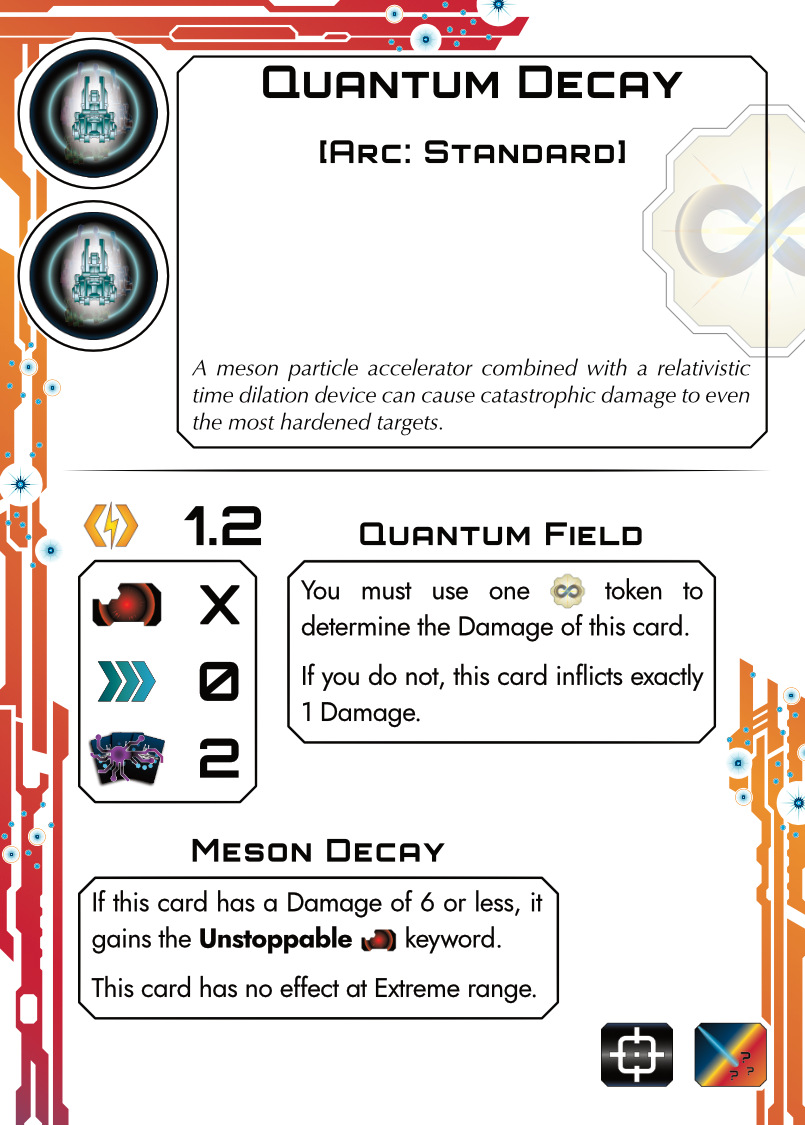 Quantum Decay
[Arc: Standard]
A meson particle accelerator combined with a relativistic
time dilation device can cause catastrophic damage to even
the most hardened targets.
1.2
X
0
2
Quantum Field
You must use one token to
determine the Damage of this card.
If you do not, this card inflicts exactly
1 Damage.
Meson Decay
If this card has a Damage of 6 or less, it
gains the Unstoppable keyword.
This card has no effect at Extreme range.
? ? ?